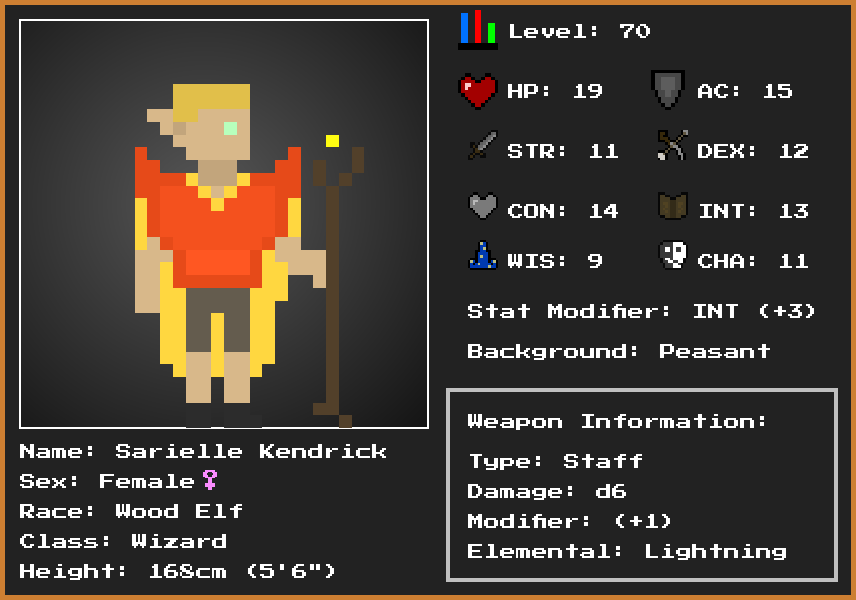 Level: 70
HP: 19
AC: 15
STR: 11
DEX: 12
CON: 14
INT: 13
WIS: 9
CHA: 11
Stat Modifier: INT (+3)
Background: Peasant
Weapon Information:
Type: Staff
Damage: d6
Modifier: (+1)
Elemental: Lightning
Name: Sarielle Kendrick
Sex: Female♀
Race: Wood Elf
Class: Wizard
Height: 168cm (5'6")